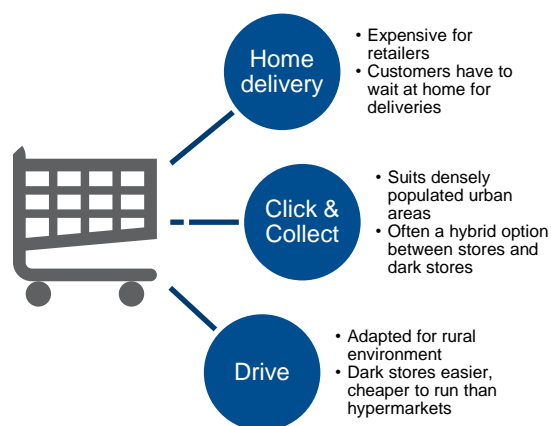 Home
delivery
• Expensive for
retailers
• Customers have to
wait at home for
deliveries
Click &
Collect
• Suits densely
populated urban
areas
• Often a hybrid option
between stores and
dark stores
Drive
• Adapted for rural
environment
• Dark stores easier,
cheaper to run than
hypermarkets